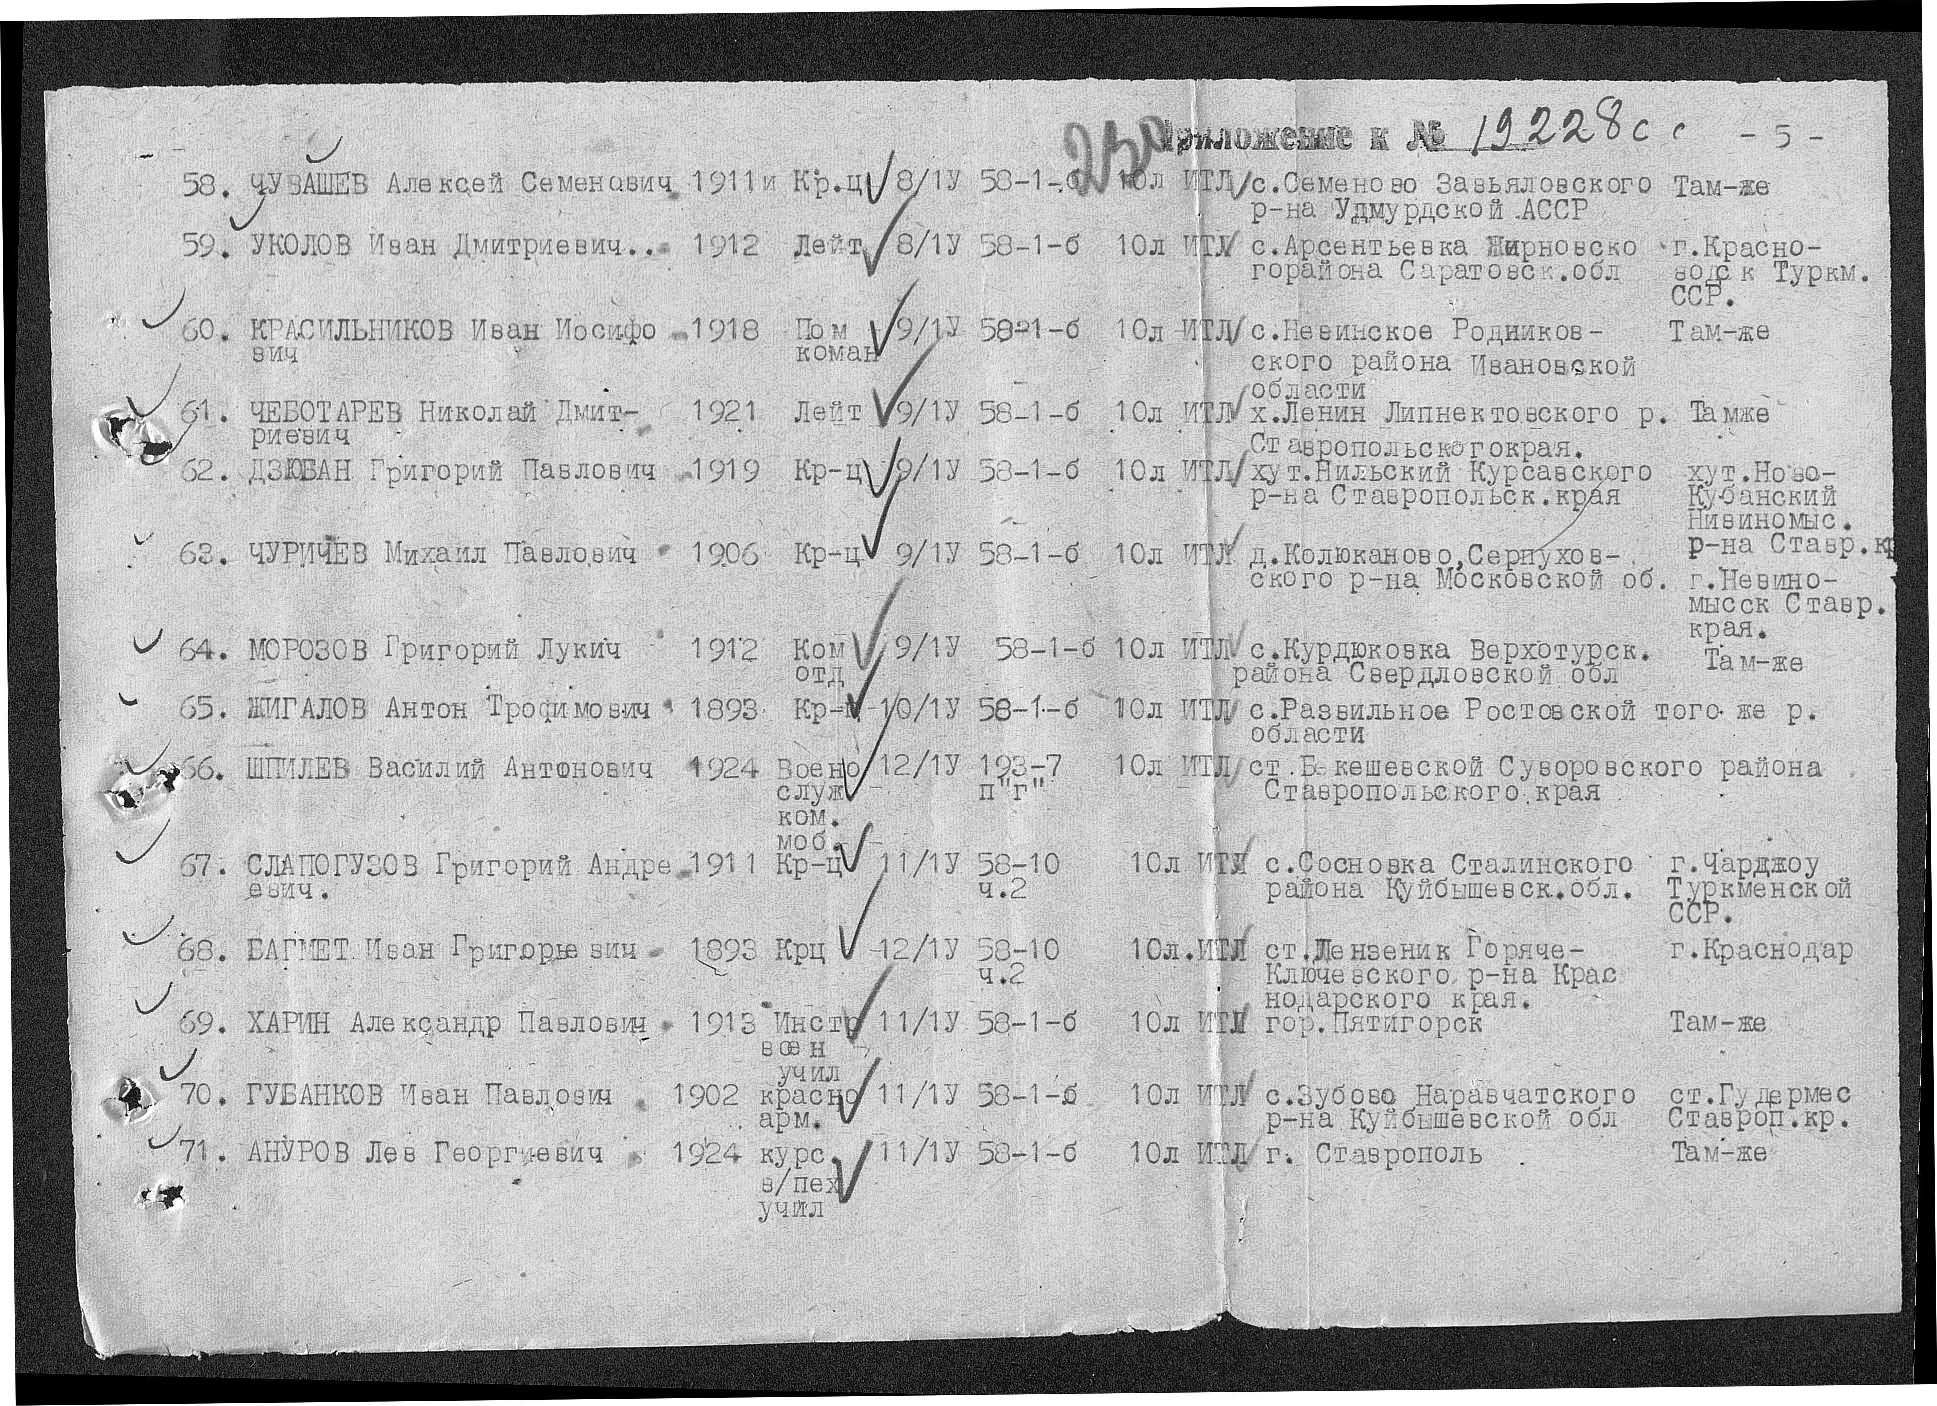 250 Приложение к № 19228сс - 5 -
58. ЧУВАШЕВ Алексей Семенович 1911и Кр.ц 8/1У 58-1-б 10л ИТЛ с.Семеново Завьяловского Там-же
р-на Удмурдской АССР
59. УКОЛОВ Иван Дмитриевич.. 1912 Лейт 8/1У 58-1-б 10л ИТЛ с.Арсентьевка Жирновско г.Красно-
горайона Саратовск.обл водск Туркм.
ССР.
60. КРАСИЛЬНИКОВ Иван Иосифо 1918 Пом 9/1У 58-1-б 10л ИТЛ с.Невинское Родников- Там-же
вич коман ского района Ивановской
области
61. ЧЕБОТАРЕВ Николай Дмит- 1921 Лейт 9/1У 58-1-б 10л ИТЛ х.Ленин Липнектовского р. Тамже
риевич Ставропольскогокрая.
62. ДЗЮБАН Григорий Павлович 1919 Кр-ц 9/1У 58-1-б 10л ИТЛ хут.Нильский Курсавского хут.Ново-
р-на Ставропольск.края Кубанский
Нивиномыс.
р-на Ставр.кр
63. ЧУРИЧЕВ Михаил Павлович 1906 Кр-ц 9/1У 58-1-б 10л ИТЛ д.Колюканово,Серпухов-
ского р-на Московской об. г.Невино-
мысск Ставр.
края.
64. МОРОЗОВ Григорий Лукич 1912 Ком 9/1У 58-1-б 10л ИТЛ с.Курдюковка Верхотурск. Там-же
отд района Свердловской обл
65. ЖИГАЛОВ Антон Трофимович 1893 Кр-ц 10/1У 58-1-б 10л ИТЛ с.Развильное Ростовской того же р.
области
66. ШПИЛЕВ Василий Антонович 1924 Воено 12/1У 193-7 10л ИТЛ ст.Бекешевской Суворовского района
служ п"г" Ставропольского края
ком.
моб.
67. СЛАПОГУЗОВ Григорий Андре 1911 Кр-ц 11/1У 58-10 10л ИТЛ с.Сосновка Сталинского г.Чарджоу
евич. ч.2 района Куйбышевск.обл. Туркменской
ССР.
68. БАГМЕТ Иван Григорьевич 1893 Крц 12/1У 58-10 10л.ИТЛ ст.Пензеник Горяче- г.Краснодар
ч.2 Ключевского р-на Крас
нодарского края.
69. ХАРИН Александр Павлович 1913 Инстр 11/1У 58-1-б 10л ИТЛ гор.Пятигорск Там-же
воен
учил
70. ГУБАНКОВ Иван Павлович 1902 красно 11/1У 58-1-б 10л ИТЛ с.Зубово Наравчатского ст.Гудермес
арм. р-на Куйбышевской обл Ставроп.кр.
71. АНУРОВ Лев Георгиевич 1924 курс. 11/1У 58-1-б 10л ИТЛ г. Ставрополь Там-же
в/пех
учил